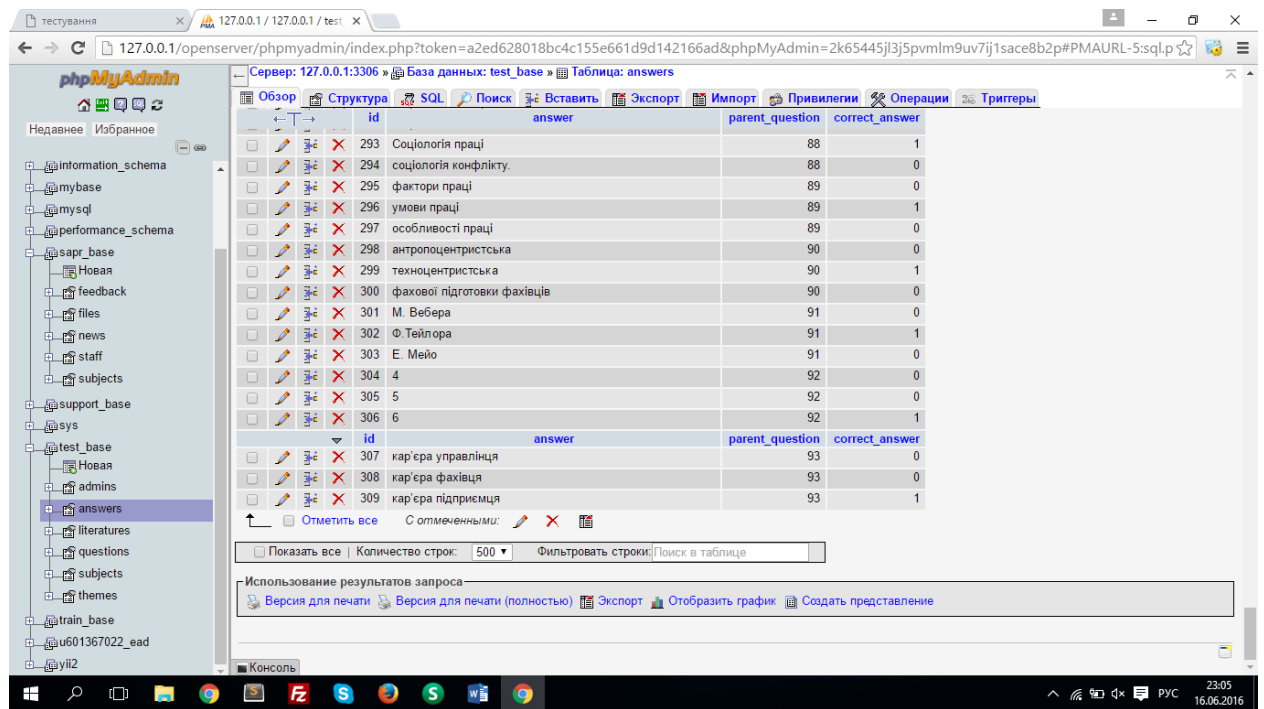 тестування
127.0.0.1 / 127.0.0.1 / test_
127.0.0.1/openserver/phpmyadmin/index.php?token=a2ed628018bc4c155e661d9d142166ad&phpMyAdmin=2k65445jl3j5pvmlm9uv7ij1sace8b2p#PMAURL-5:sql.p
phpMyAdmin
Недавнее Избранное
information_schema
mybase
mysql
performance_schema
sapr_base
Новая
feedback
files
news
staff
subjects
support_base
sys
test_base
Новая
admins
answers
literatures
questions
subjects
themes
train_base
u601367022_ead
yii2
Сервер: 127.0.0.1:3306 » База данных: test_base » Таблица: answers
Обзор Структура SQL Поиск Вставить Экспорт Импорт Привилегии Операции Триггеры
id answer parent_question correct_answer
293 Соціологія праці 88 1
294 соціологія конфлікту. 88 0
295 фактори праці 89 0
296 умови праці 89 1
297 особливості праці 89 0
298 антропоцентристська 90 0
299 техноцентристська 90 1
300 фахової підготовки фахівців 90 0
301 М. Вебера 91 0
302 Ф.Тейлора 91 1
303 Е. Мейо 91 0
304 4 92 0
305 5 92 0
306 6 92 1
id answer parent_question correct_answer
307 кар'єра управлінця 93 0
308 кар'єра фахівця 93 0
309 кар'єра підприємця 93 1
Отметить все С отмеченными:
Показать все | Количество строк: 500 Фильтровать строки: Поиск в таблице
Использование результатов запроса
Версия для печати Версия для печати (полностью) Экспорт Отобразить график Создать представление
Консоль
РУС
23:05
16.06.2016